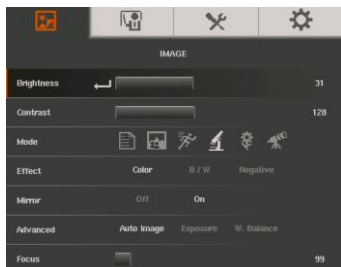 IMAGE
Brightness 31
Contrast 128
Mode
Effect Color B / W Negative
Mirror Off On
Advanced Auto Image Exposure W. Balance
Focus 99